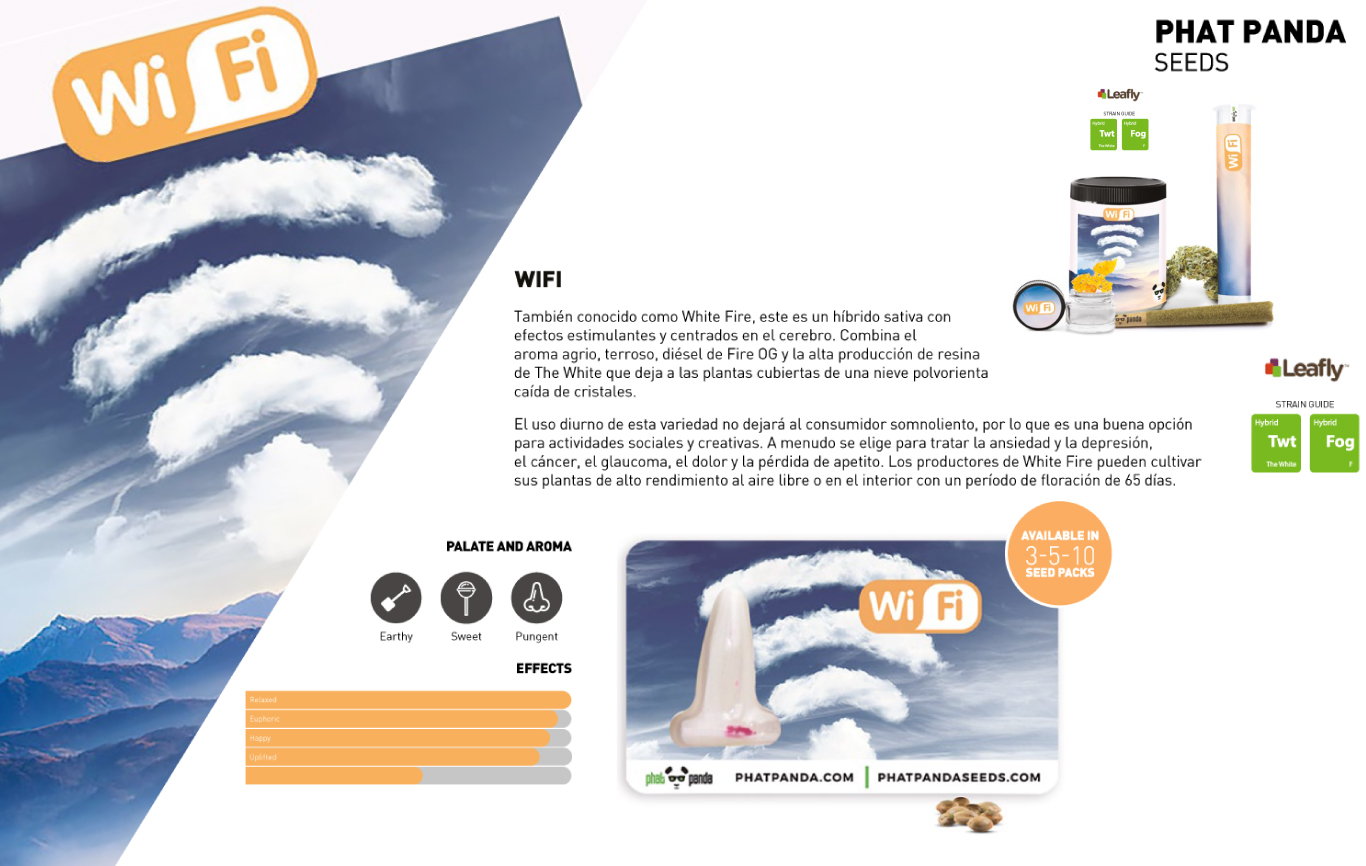 Wi Fi
PHAT PANDA
SEEDS
Leafly
STRAIN GUIDE
Hybrid Hybrid
Twt Fog
The White F
Wi Fi
Wi Fi
Wi Fi
panda
WIFI
También conocido como White Fire, este es un híbrido sativa con
efectos estimulantes y centrados en el cerebro. Combina el
aroma agrio, terroso, diésel de Fire OG y la alta producción de resina
de The White que deja a las plantas cubiertas de una nieve polvorienta
caída de cristales.
El uso diurno de esta variedad no dejará al consumidor somnoliento, por lo que es una buena opción
para actividades sociales y creativas. A menudo se elige para tratar la ansiedad y la depresión,
el cáncer, el glaucoma, el dolor y la pérdida de apetito. Los productores de White Fire pueden cultivar
sus plantas de alto rendimiento al aire libre o en el interior con un período de floración de 65 días.
Leafly™
STRAIN GUIDE
Hybrid Hybrid
Twt Fog
The White F
PALATE AND AROMA
Earthy Sweet Pungent
EFFECTS
Relaxed
Euphoric
Happy
Uplifted
AVAILABLE IN
3-5-10
SEED PACKS
Wi Fi
phat panda PHATPANDA.COM | PHATPANDASEEDS.COM